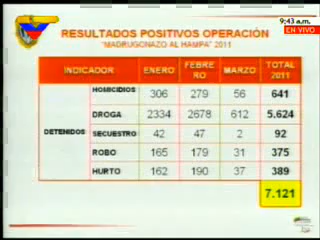 9:43 a.m.
EN VIVO
RESULTADOS POSITIVOS OPERACIÓN
"MADRUGONAZO AL HAMPA" 2011
INDICADOR ENERO FEBRE RO MARZO TOTAL 2011
DETENIDOS
HOMICIDIOS 306 279 56 641
DROGA 2334 2678 612 5.624
SECUESTRO 42 47 2 92
ROBO 165 179 31 375
HURTO 162 190 37 389
7.121